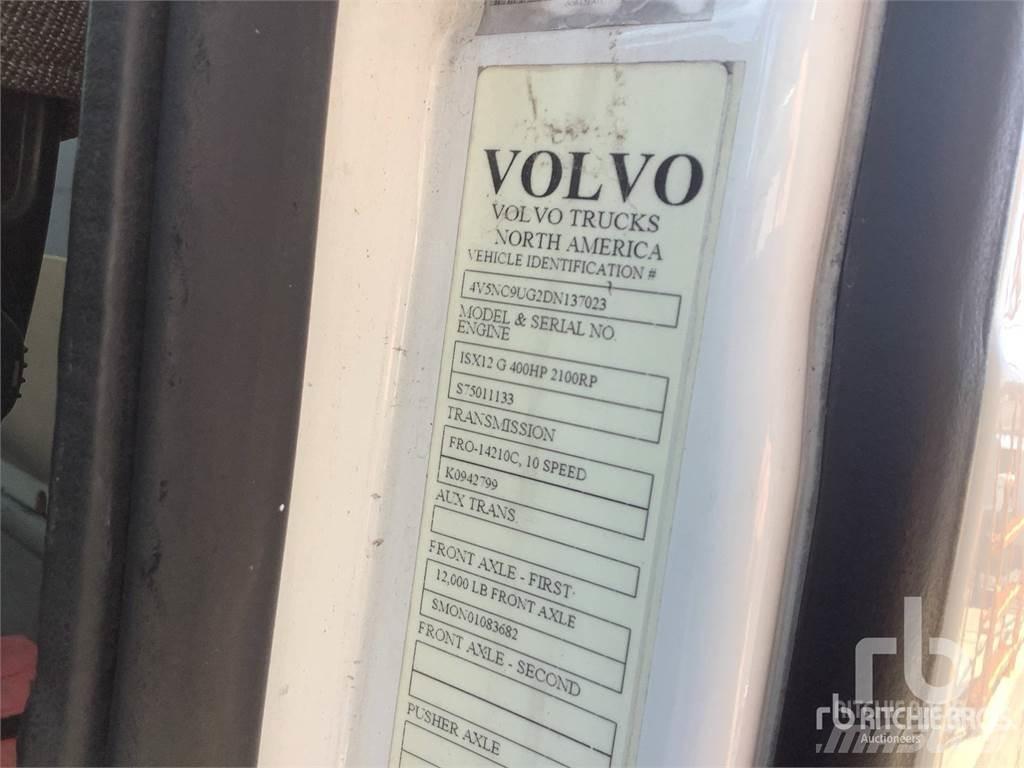 VOLVO
VOLVO TRUCKS
NORTH AMERICA
VEHICLE IDENTIFICATION #
4V5NC9UG2DN137023
MODEL & SERIAL NO.
ENGINE
ISX12 G 400HP 2100RP
S75011133
TRANSMISSION
FRO-14210C, 10 SPEED
K0942799
AUX TRANS.
FRONT AXLE - FIRST
12,000 LB FRONT AXLE
SMON01083682
FRONT AXLE - SECOND
PUSHER AXLE
rb
rb RITCHIE BROS
Auctioneers